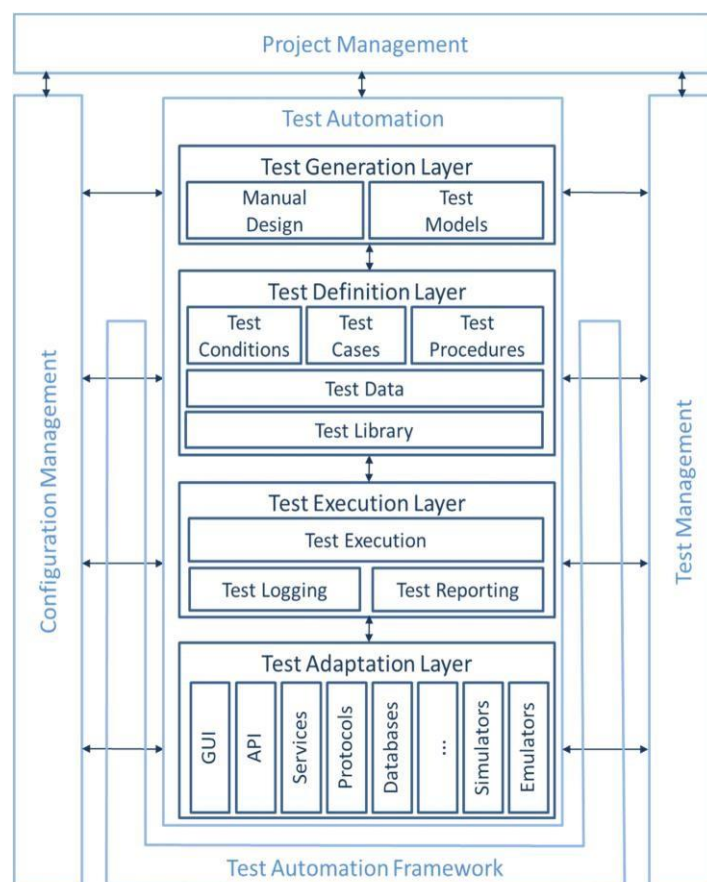 Project Management
Configuration Management
Test Automation
Test Generation Layer
Manual
Design
Test
Models
Test Definition Layer
Test
Conditions
Test
Cases
Test
Procedures
Test Data
Test Library
Test Execution Layer
Test Execution
Test Logging
Test Reporting
Test Adaptation Layer
GUI
API
Services
Protocols
Databases
...
Simulators
Emulators
Test Management
Test Automation Framework